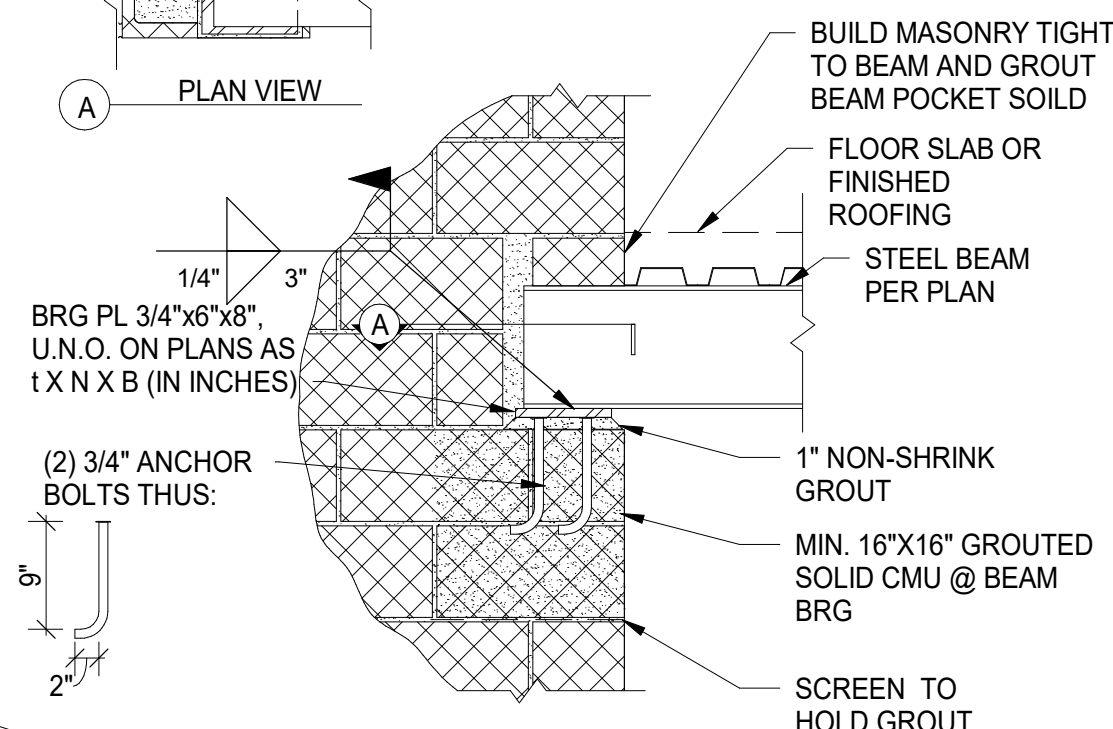 A
PLAN VIEW
BUILD MASONRY TIGHT
TO BEAM AND GROUT
BEAM POCKET SOILD
FLOOR SLAB OR
FINISHED
ROOFING
STEEL BEAM
PER PLAN
1/4"
3"
BRG PL 3/4"x6"x8",
U.N.O. ON PLANS AS
t X N X B (IN INCHES)
A
(2) 3/4" ANCHOR
BOLTS THUS:
9"
2"
1" NON-SHRINK
GROUT
MIN. 16"X16" GROUTED
SOLID CMU @ BEAM
BRG
SCREEN TO
HOLD GROUT